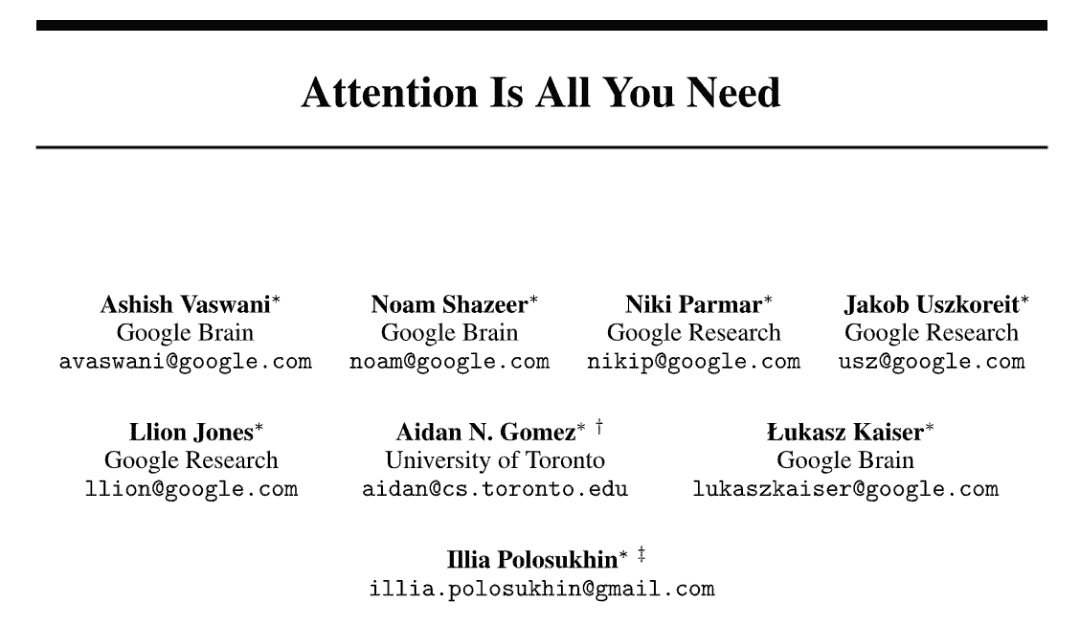 Attention Is All You Need
Ashish Vaswani* Noam Shazeer* Niki Parmar* Jakob Uszkoreit*
Google Brain Google Brain Google Research Google Research
avaswani@google.com noam@google.com nikip@google.com usz@google.com
Llion Jones* Aidan N. Gomez* † Łukasz Kaiser*
Google Research University of Toronto Google Brain
llion@google.com aidan@cs.toronto.edu lukaszkaiser@google.com
Illia Polosukhin* ‡
illia.polosukhin@gmail.com